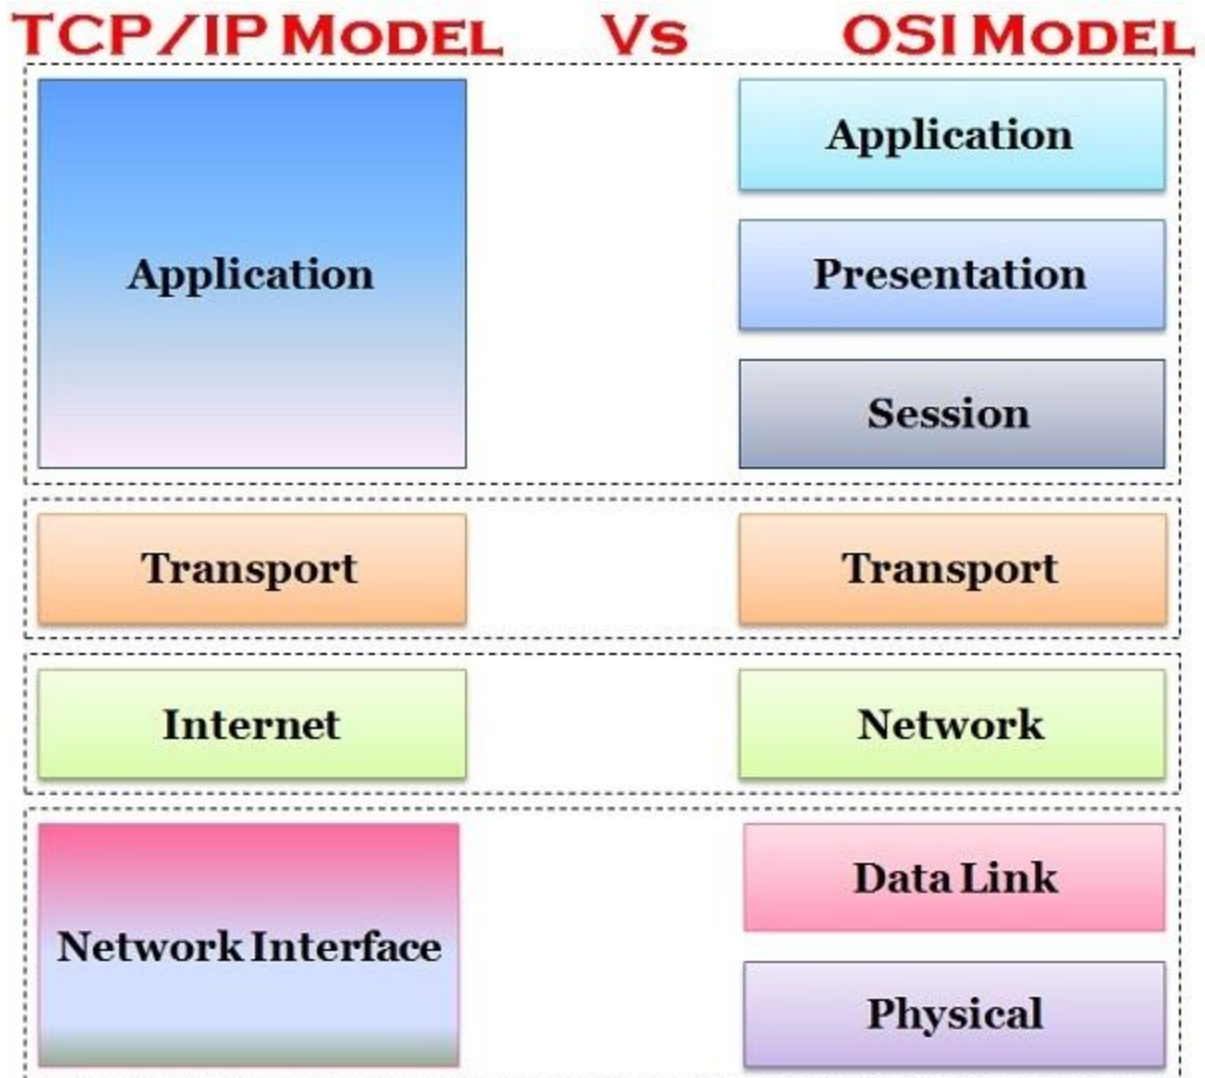 TCP/IP MODEL Vs OSI MODEL
Application
Application
Presentation
Session
Transport
Transport
Internet
Network
Network Interface
Data Link
Physical